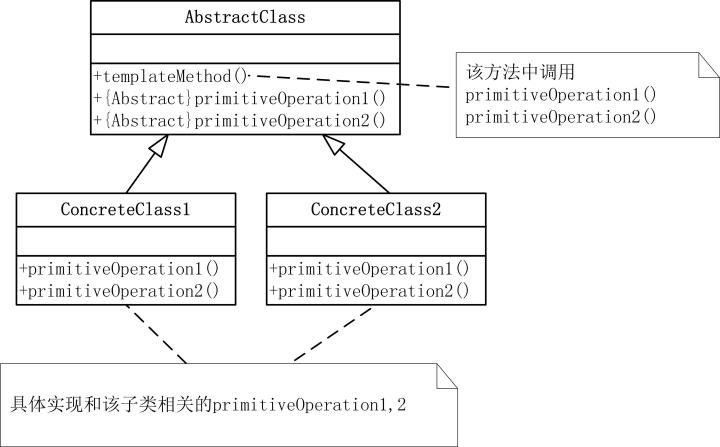 AbstractClass
+templateMethod()
+{Abstract}primitiveOperation1()
+{Abstract}primitiveOperation2()
该方法中调用
primitiveOperation1()
primitiveOperation2()
ConcreteClass1
+primitiveOperation1()
+primitiveOperation2()
ConcreteClass2
+primitiveOperation1()
+primitiveOperation2()
具体实现和该子类相关的primitiveOperation1,2